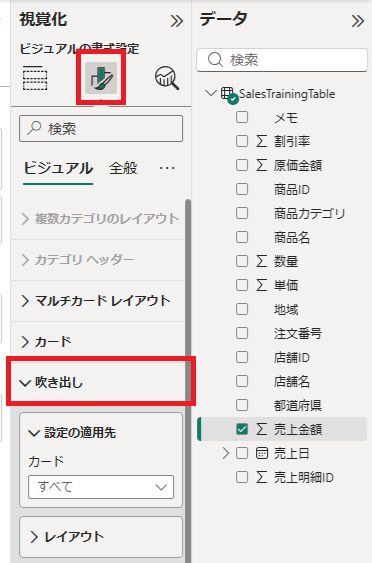 視覚化
ビジュアルの書式設定
検索
ビジュアル
全般
複数カテゴリのレイアウト
カテゴリ ヘッダー
マルチカード レイアウト
カード
吹き出し
設定の適用先
カード
すべて
レイアウト
データ
検索
SalesTrainingTable
メモ
割引率
原価金額
商品ID
商品カテゴリ
商品名
数量
単価
地域
注文番号
店舗ID
店舗名
都道府県
売上金額
売上日
売上明細ID